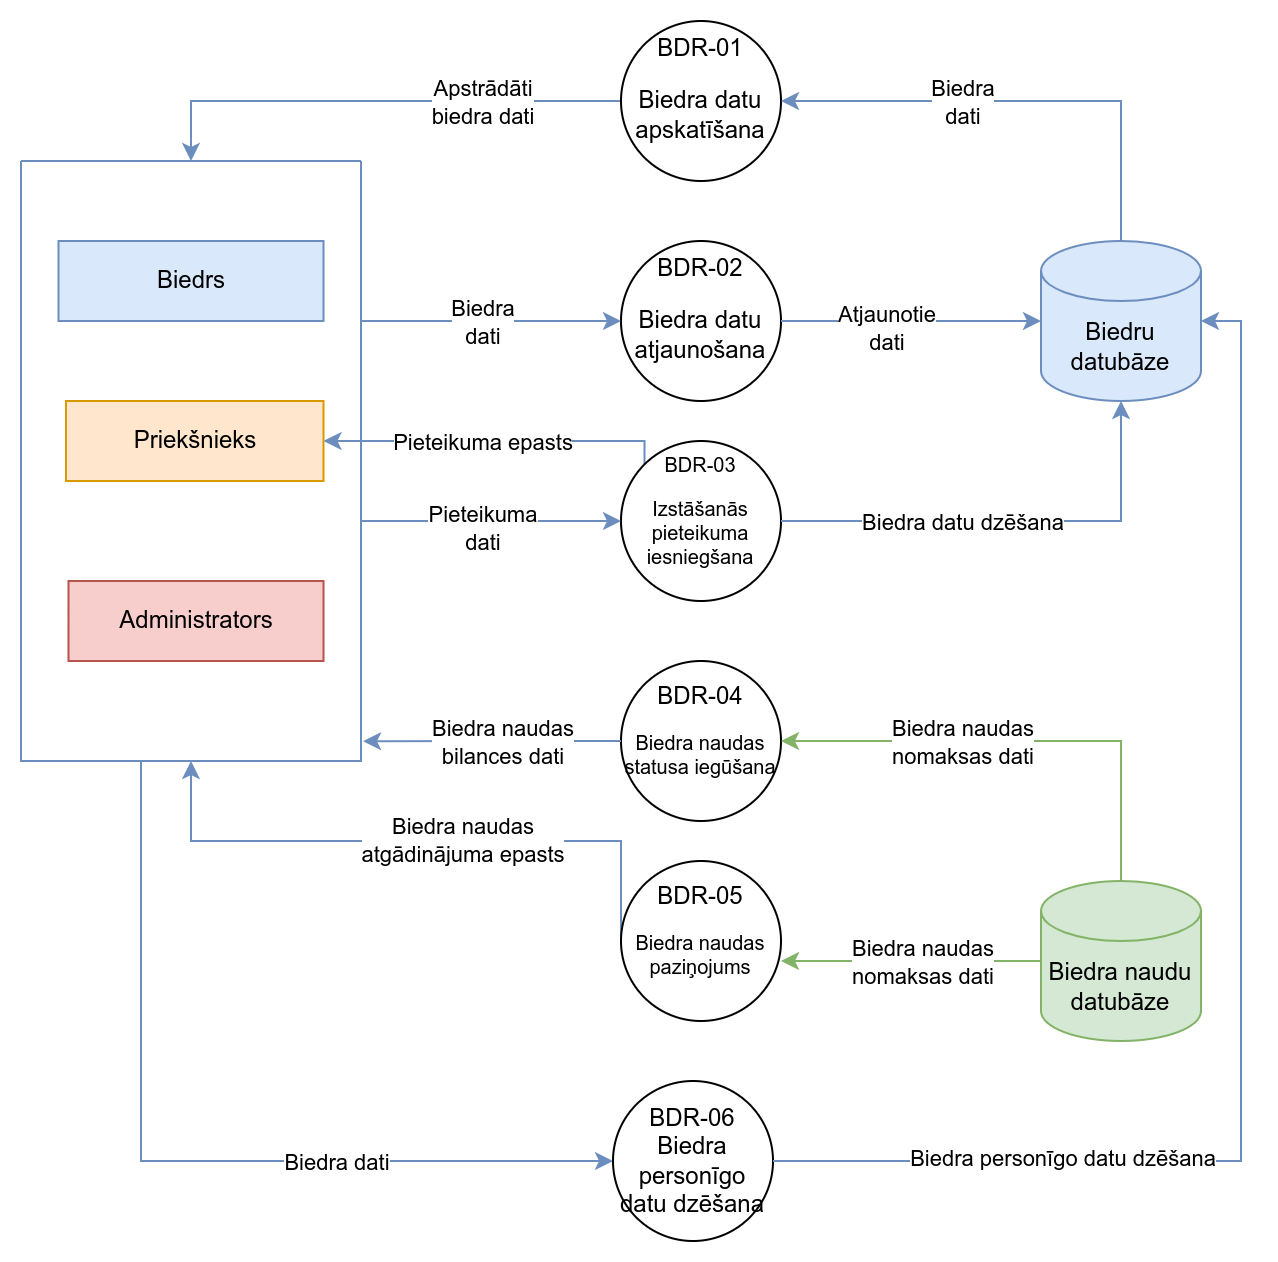 BDR-01
Biedra datu
apskatīšana
Apstrādāti
biedra dati
Biedra
dati
Biedrs
Biedra
dati
BDR-02
Biedra datu
atjaunošana
Atjaunotie
dati
Biedru
datubāze
Priekšnieks
Pieteikuma epasts
Pieteikuma
dati
BDR-03
Izstāšanās
pieteikuma
iesniegšana
Biedra datu dzēšana
Administrators
Biedra naudas
bilances dati
BDR-04
Biedra naudas
statusa iegūšana
Biedra naudas
nomaksas dati
Biedra naudas
atgādinājuma epasts
BDR-05
Biedra naudas
paziņojums
Biedra naudas
nomaksas dati
Biedra naudu
datubāze
Biedra dati
BDR-06
Biedra
personīgo
datu dzēšana
Biedra personīgo datu dzēšana